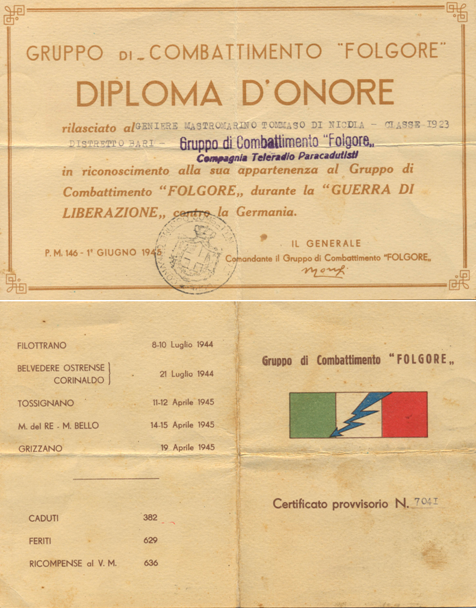 GRUPPO DI - COMBATTIMENTO "FOLGORE"
DIPLOMA D'ONORE
rilasciato al GENIERE MASTROMARINO TOMMASO DI NICOLA - CLASSE 1923
DISTRETTO BARI - Gruppo di Combattimento "Folgore„
Compagnia Teleradio Paracadutisti
in riconoscimento alla sua appartenenza al Gruppo di
Combattimento "FOLGORE„ durante la "GUERRA DI
LIBERAZIONE„ contro la Germania.
P. M. 146 - 1° GIUGNO 1945
IL GENERALE
Comandante il Gruppo di Combattimento "FOLGORE„
FILOTTRANO 8-10 Luglio 1944
BELVEDERE OSTRENSE
CORINALDO 21 Luglio 1944
TOSSIGNANO 11-12 Aprile 1945
M. del RE - M. BELLO 14-15 Aprile 1945
GRIZZANO 19 Aprile 1945
CADUTI 382
FERITI 629
RICOMPENSE al V. M. 636
Gruppo di Combattimento "FOLGORE„
Certificato provvisorio N. 7041